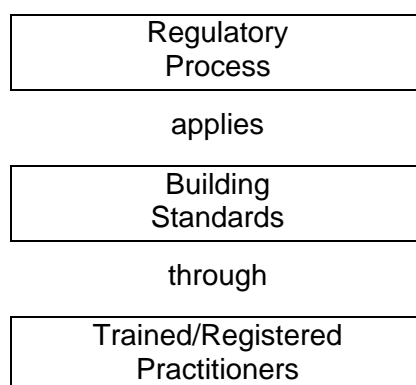 Regulatory
Process
applies
Building
Standards
through
Trained/Registered
Practitioners